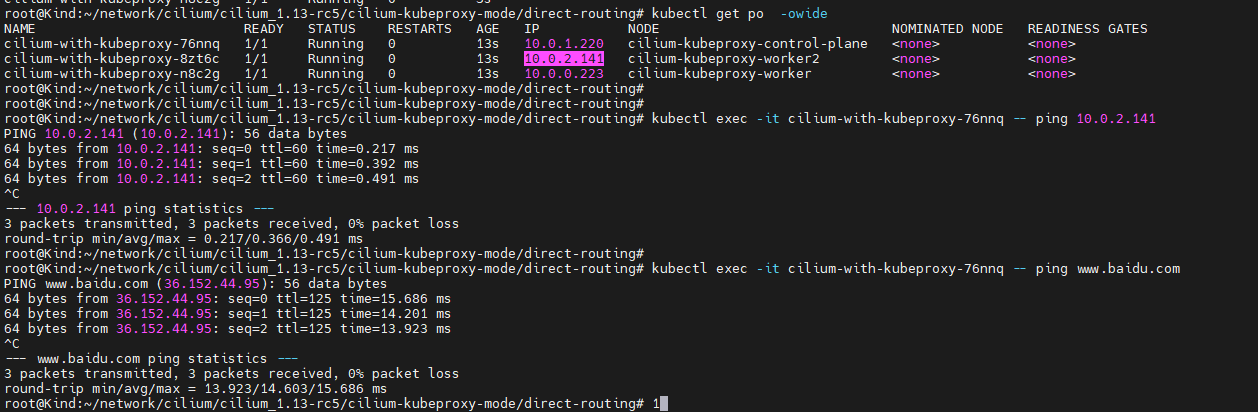 cilium-with-kubeproxy-n8c2g   1/1     Running   0          3s
root@Kind:~/network/cilium/cilium_1.13-rc5/cilium-kubeproxy-mode/direct-routing# kubectl get po  -owide
NAME                          READY   STATUS    RESTARTS   AGE   IP           NODE                             NOMINATED NODE   READINESS GATES
cilium-with-kubeproxy-76nnq   1/1     Running   0          13s   10.0.1.220   cilium-kubeproxy-control-plane   <none>           <none>
cilium-with-kubeproxy-8zt6c   1/1     Running   0          13s   10.0.2.141   cilium-kubeproxy-worker2         <none>           <none>
cilium-with-kubeproxy-n8c2g   1/1     Running   0          13s   10.0.0.223   cilium-kubeproxy-worker          <none>           <none>
root@Kind:~/network/cilium/cilium_1.13-rc5/cilium-kubeproxy-mode/direct-routing#
root@Kind:~/network/cilium/cilium_1.13-rc5/cilium-kubeproxy-mode/direct-routing#
root@Kind:~/network/cilium/cilium_1.13-rc5/cilium-kubeproxy-mode/direct-routing# kubectl exec -it cilium-with-kubeproxy-76nnq -- ping 10.0.2.141
PING 10.0.2.141 (10.0.2.141): 56 data bytes
64 bytes from 10.0.2.141: seq=0 ttl=60 time=0.217 ms
64 bytes from 10.0.2.141: seq=1 ttl=60 time=0.392 ms
64 bytes from 10.0.2.141: seq=2 ttl=60 time=0.491 ms
^C
--- 10.0.2.141 ping statistics ---
3 packets transmitted, 3 packets received, 0% packet loss
round-trip min/avg/max = 0.217/0.366/0.491 ms
root@Kind:~/network/cilium/cilium_1.13-rc5/cilium-kubeproxy-mode/direct-routing#
root@Kind:~/network/cilium/cilium_1.13-rc5/cilium-kubeproxy-mode/direct-routing# kubectl exec -it cilium-with-kubeproxy-76nnq -- ping www.baidu.com
PING www.baidu.com (36.152.44.95): 56 data bytes
64 bytes from 36.152.44.95: seq=0 ttl=125 time=15.686 ms
64 bytes from 36.152.44.95: seq=1 ttl=125 time=14.201 ms
64 bytes from 36.152.44.95: seq=2 ttl=125 time=13.923 ms
^C
--- www.baidu.com ping statistics ---
3 packets transmitted, 3 packets received, 0% packet loss
round-trip min/avg/max = 13.923/14.603/15.686 ms
root@Kind:~/network/cilium/cilium_1.13-rc5/cilium-kubeproxy-mode/direct-routing# 1